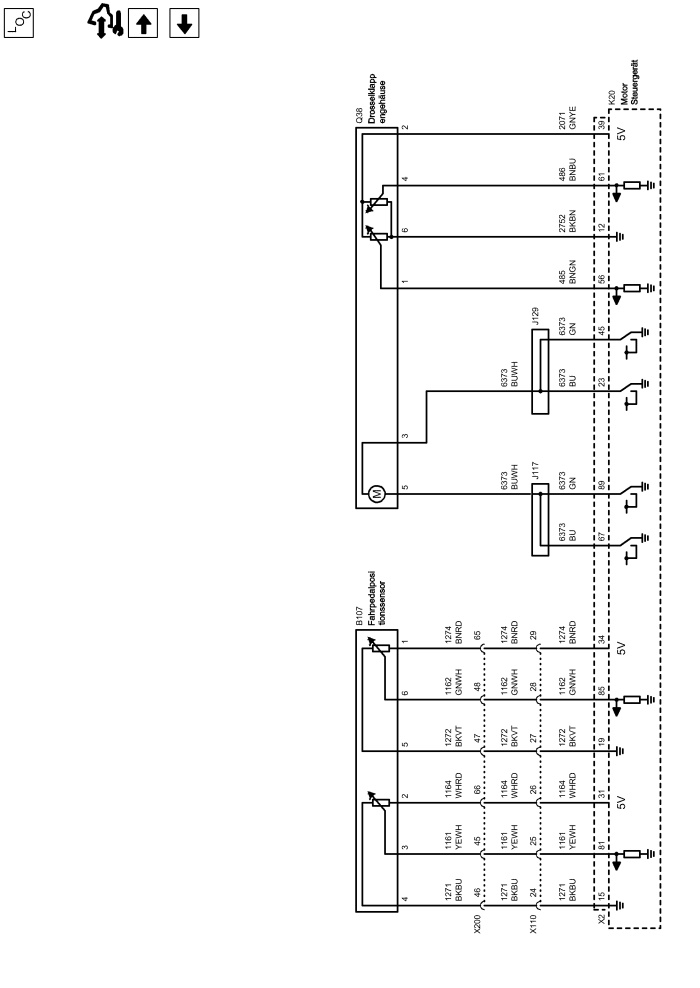 LOC
Q38
Drosselklapp
engehäuse
2
2071
GNYE
39
5V
K20
Motor
Steuergerät
4
486
BNBU
61
6
2752
BKBN
12
1
485
BNGN
56
J129
6373
GN
45
6373
BUWH
6373
BU
23
3
M
5
6373
BUWH
J117
6373
GN
89
6373
BU
67
B107
Fahrpedalposi
tionssensor
1
1274
BNRD
65
1274
BNRD
29
1274
BNRD
34
5V
6
1162
GNWH
48
1162
GNWH
28
1162
GNWH
85
5
1272
BKVT
47
1272
BKVT
27
1272
BKVT
19
2
1164
WHRD
66
1164
WHRD
26
1164
WHRD
31
5V
3
1161
YEWH
45
1161
YEWH
25
1161
YEWH
81
4
1271
BKBU
46
1271
BKBU
24
1271
BKBU
15
X200
X110
X2